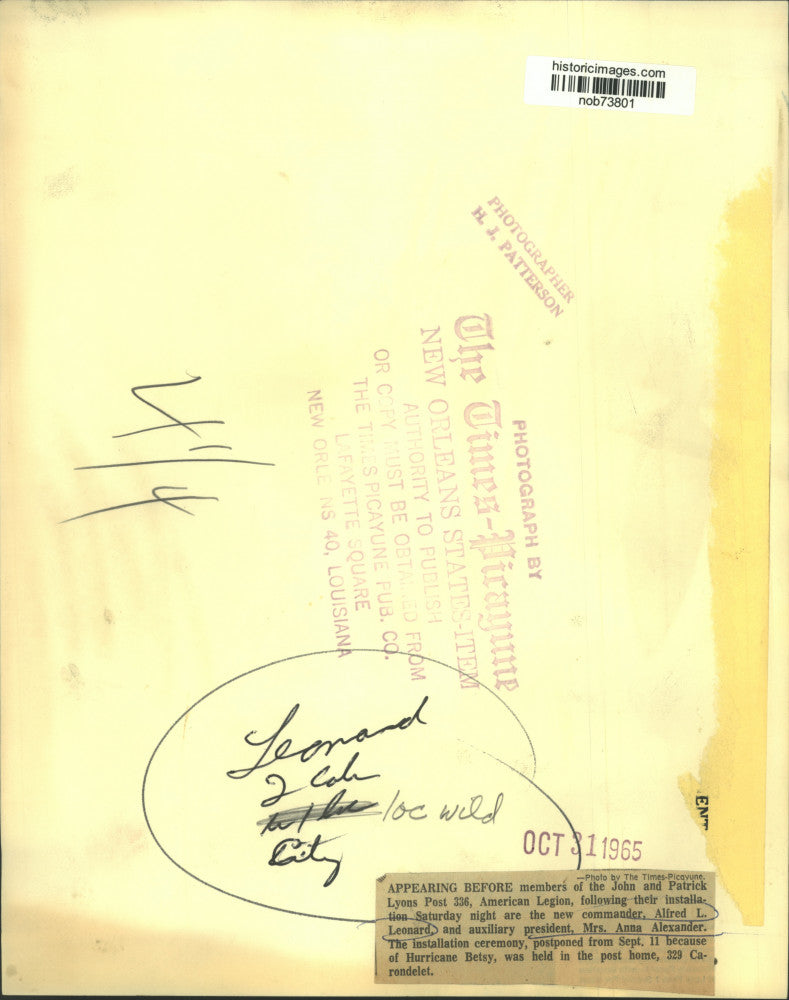 historicimages.com
nob73801
PHOTOGRAPHER
H. J. PATTERSON
PHOTOGRAPH BY
The Times-Picayune
NEW ORLEANS STATES-ITEM
AUTHORITY TO PUBLISH
OR COPY MUST BE OBTAINED FROM
THE TIMES PICAYUNE PUB. CO.
LAFAYETTE SQUARE
NEW ORLE NS 40, LOUISIANA
Leonard
2 Col
loc wild
City
OCT 31 1965
ENT
—Photo by The Times-Picayune.
APPEARING BEFORE members of the John and Patrick
Lyons Post 336, American Legion, following their installa-
tion Saturday night are the new commander, Alfred L.
Leonard, and auxiliary president, Mrs. Anna Alexander.
The installation ceremony, postponed from Sept. 11 because
of Hurricane Betsy, was held in the post home, 329 Ca-
rondelet.